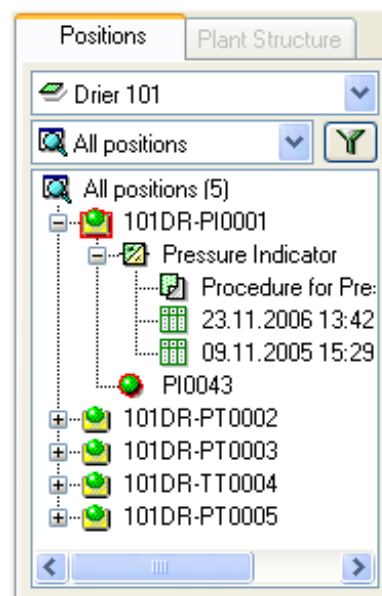 Positions Plant Structure
Drier 101
All positions
All positions (5)
101DR-PI0001
Pressure Indicator
Procedure for Pre:
23.11.2006 13:42
09.11.2005 15:29
PI0043
101DR-PT0002
101DR-PT0003
101DR-TT0004
101DR-PT0005